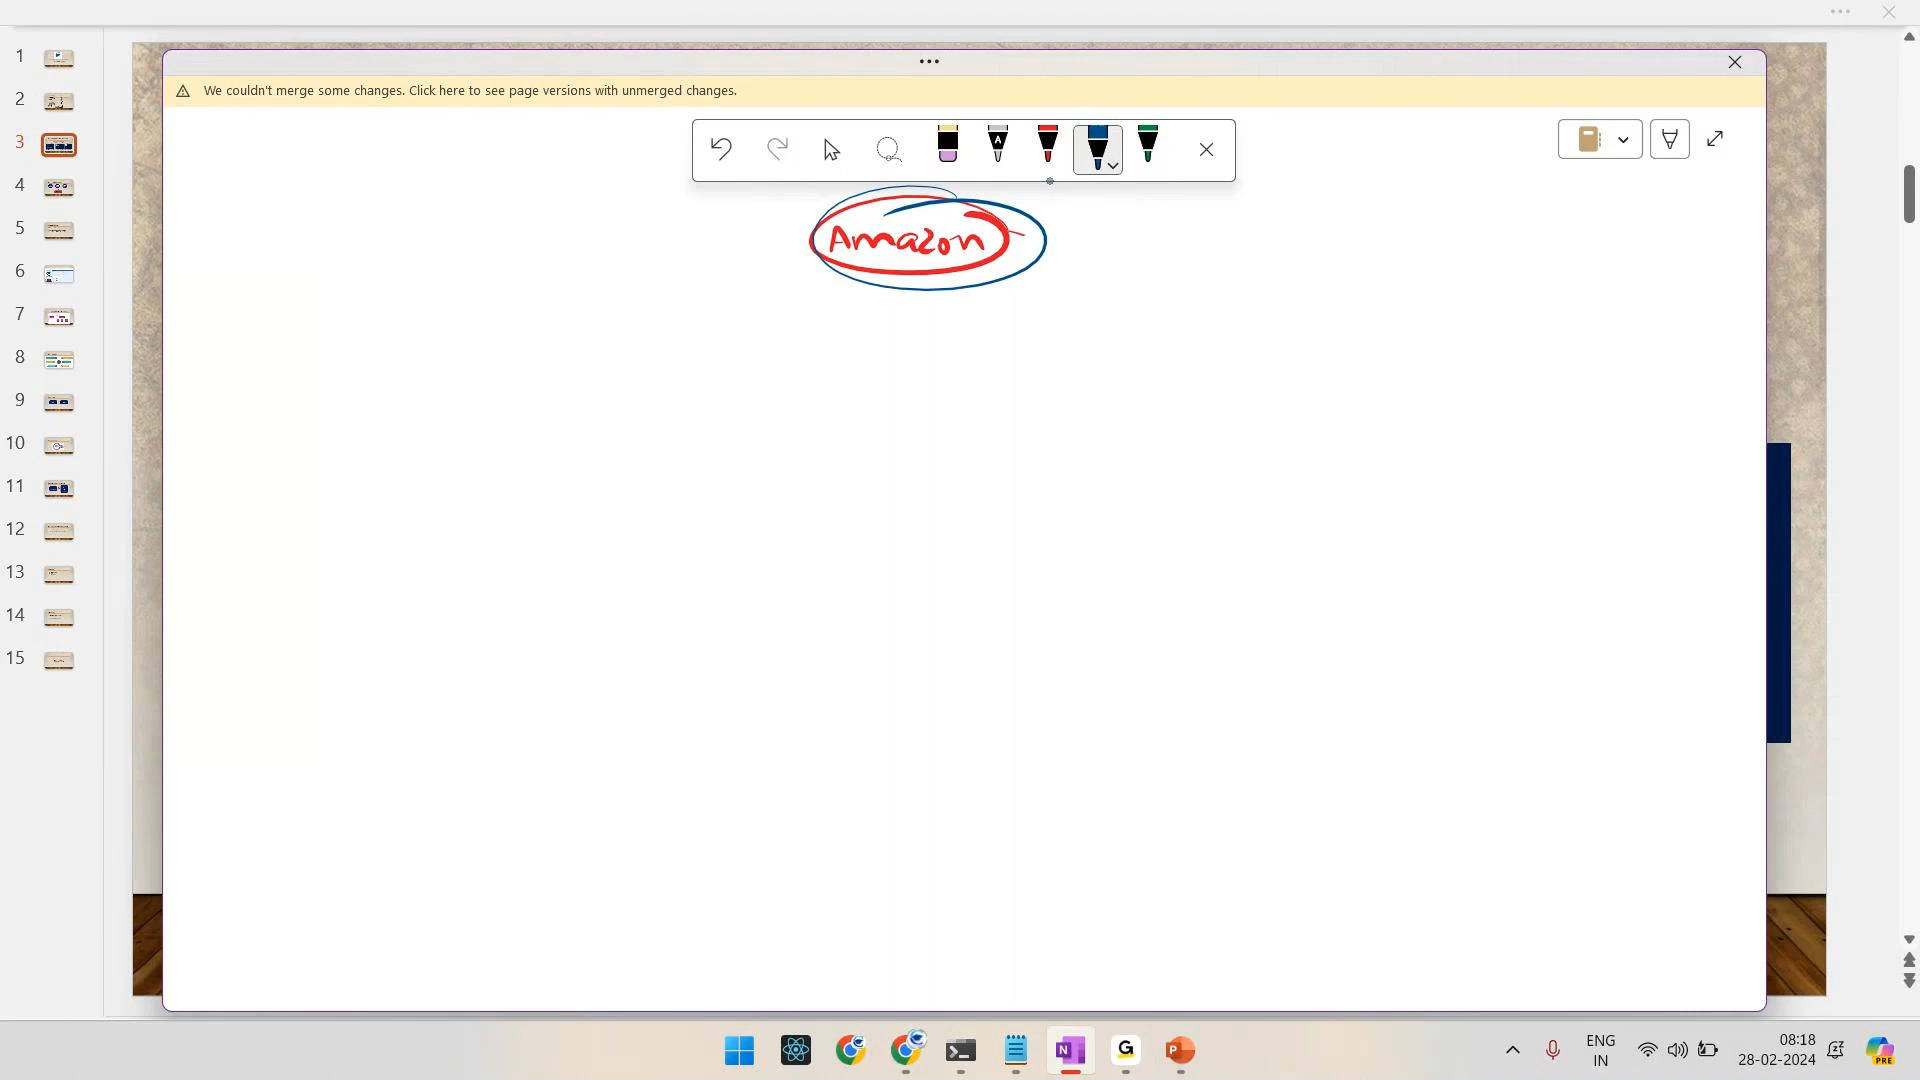 1
2
3
4
5
6
7
8
9
10
11
12
13
14
15
We couldn't merge some changes. Click here to see page versions with unmerged changes.
A
Amazon
N
G
P
ENG
IN
08:18
28-02-2024
PRE